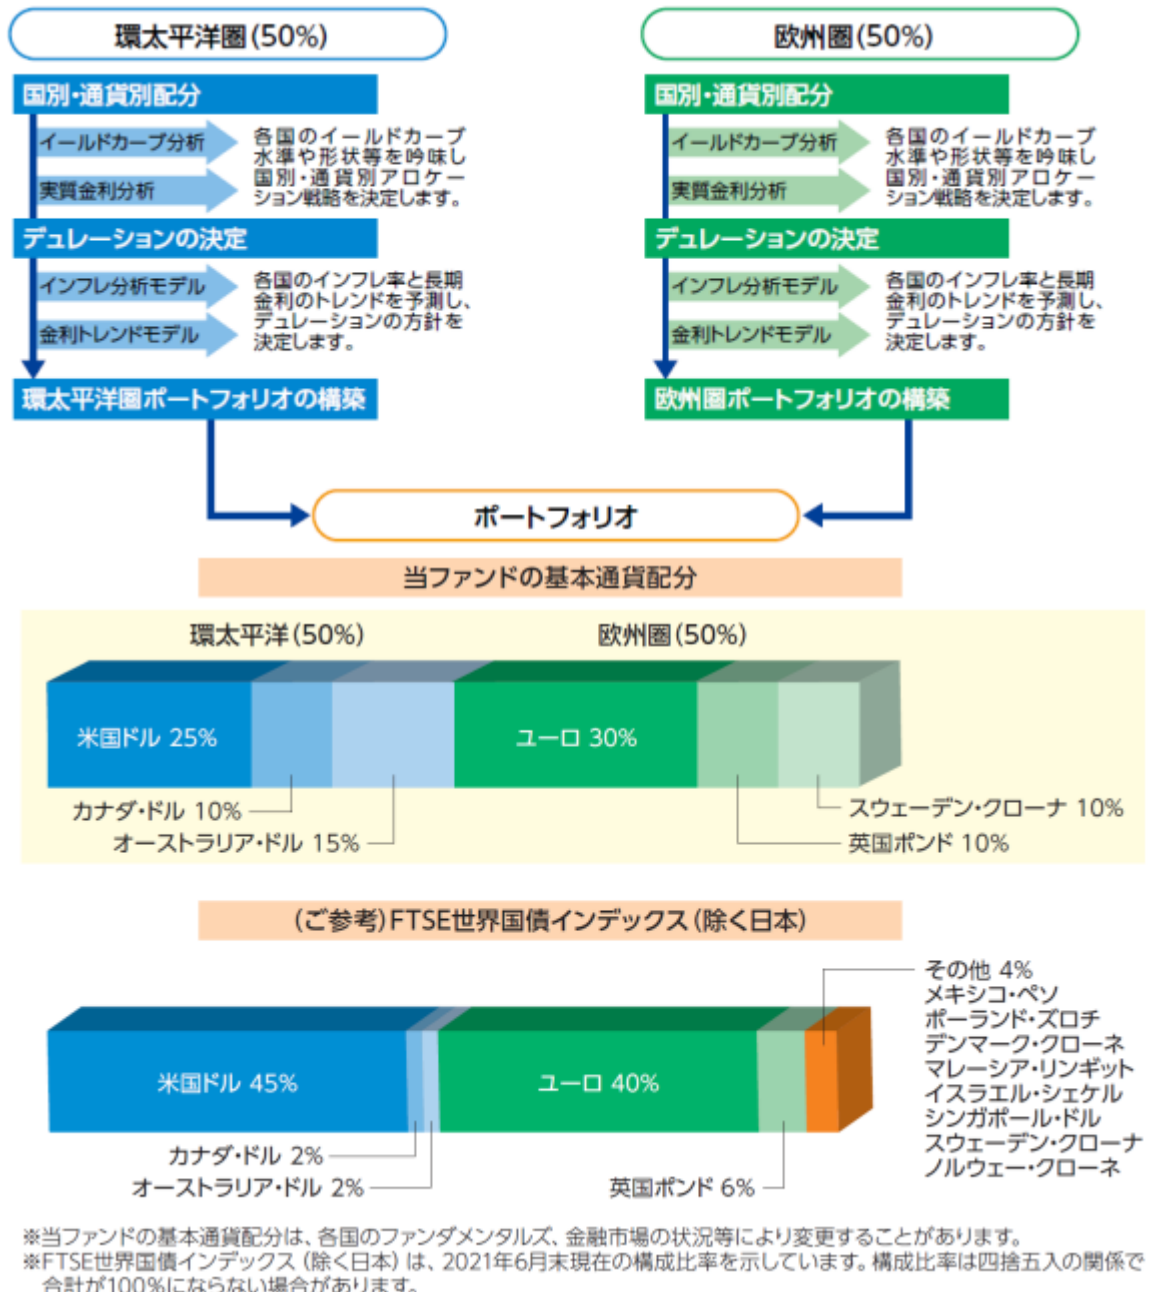 環太平洋圏(50%)
国別・通貨別配分
イールドカーブ分析
実質金利分析
各国のイールドカーブ
水準や形状等を吟味し
国別・通貨別アロケー
ション戦略を決定します。
デュレーションの決定
インフレ分析モデル
金利トレンドモデル
各国のインフレ率と長期
金利のトレンドを予測し、
デュレーションの方針を
決定します。
環太平洋圏ポートフォリオの構築
欧州圏(50%)
国別・通貨別配分
イールドカーブ分析
実質金利分析
各国のイールドカーブ
水準や形状等を吟味し
国別・通貨別アロケー
ション戦略を決定します。
デュレーションの決定
インフレ分析モデル
金利トレンドモデル
各国のインフレ率と長期
金利のトレンドを予測し、
デュレーションの方針を
決定します。
欧州圏ポートフォリオの構築
ポートフォリオ
当ファンドの基本通貨配分
環太平洋(50%)
欧州圏(50%)
米国ドル 25%
ユーロ 30%
カナダ・ドル 10%
オーストラリア・ドル 15%
スウェーデン・クローナ 10%
英国ポンド 10%
(ご参考)FTSE世界国債インデックス(除く日本)
米国ドル 45%
ユーロ 40%
カナダ・ドル 2%
オーストラリア・ドル 2%
英国ポンド 6%
その他 4%
メキシコ・ペソ
ポーランド・ズロチ
デンマーク・クローネ
マレーシア・リンギット
イスラエル・シェケル
シンガポール・ドル
スウェーデン・クローナ
ノルウェー・クローネ
※当ファンドの基本通貨配分は、各国のファンダメンタルズ、金融市場の状況等により変更することがあります。
※FTSE世界国債インデックス(除く日本)は、2021年6月末現在の構成比率を示しています。構成比率は四捨五入の関係で
合計が100%にならない場合があります。